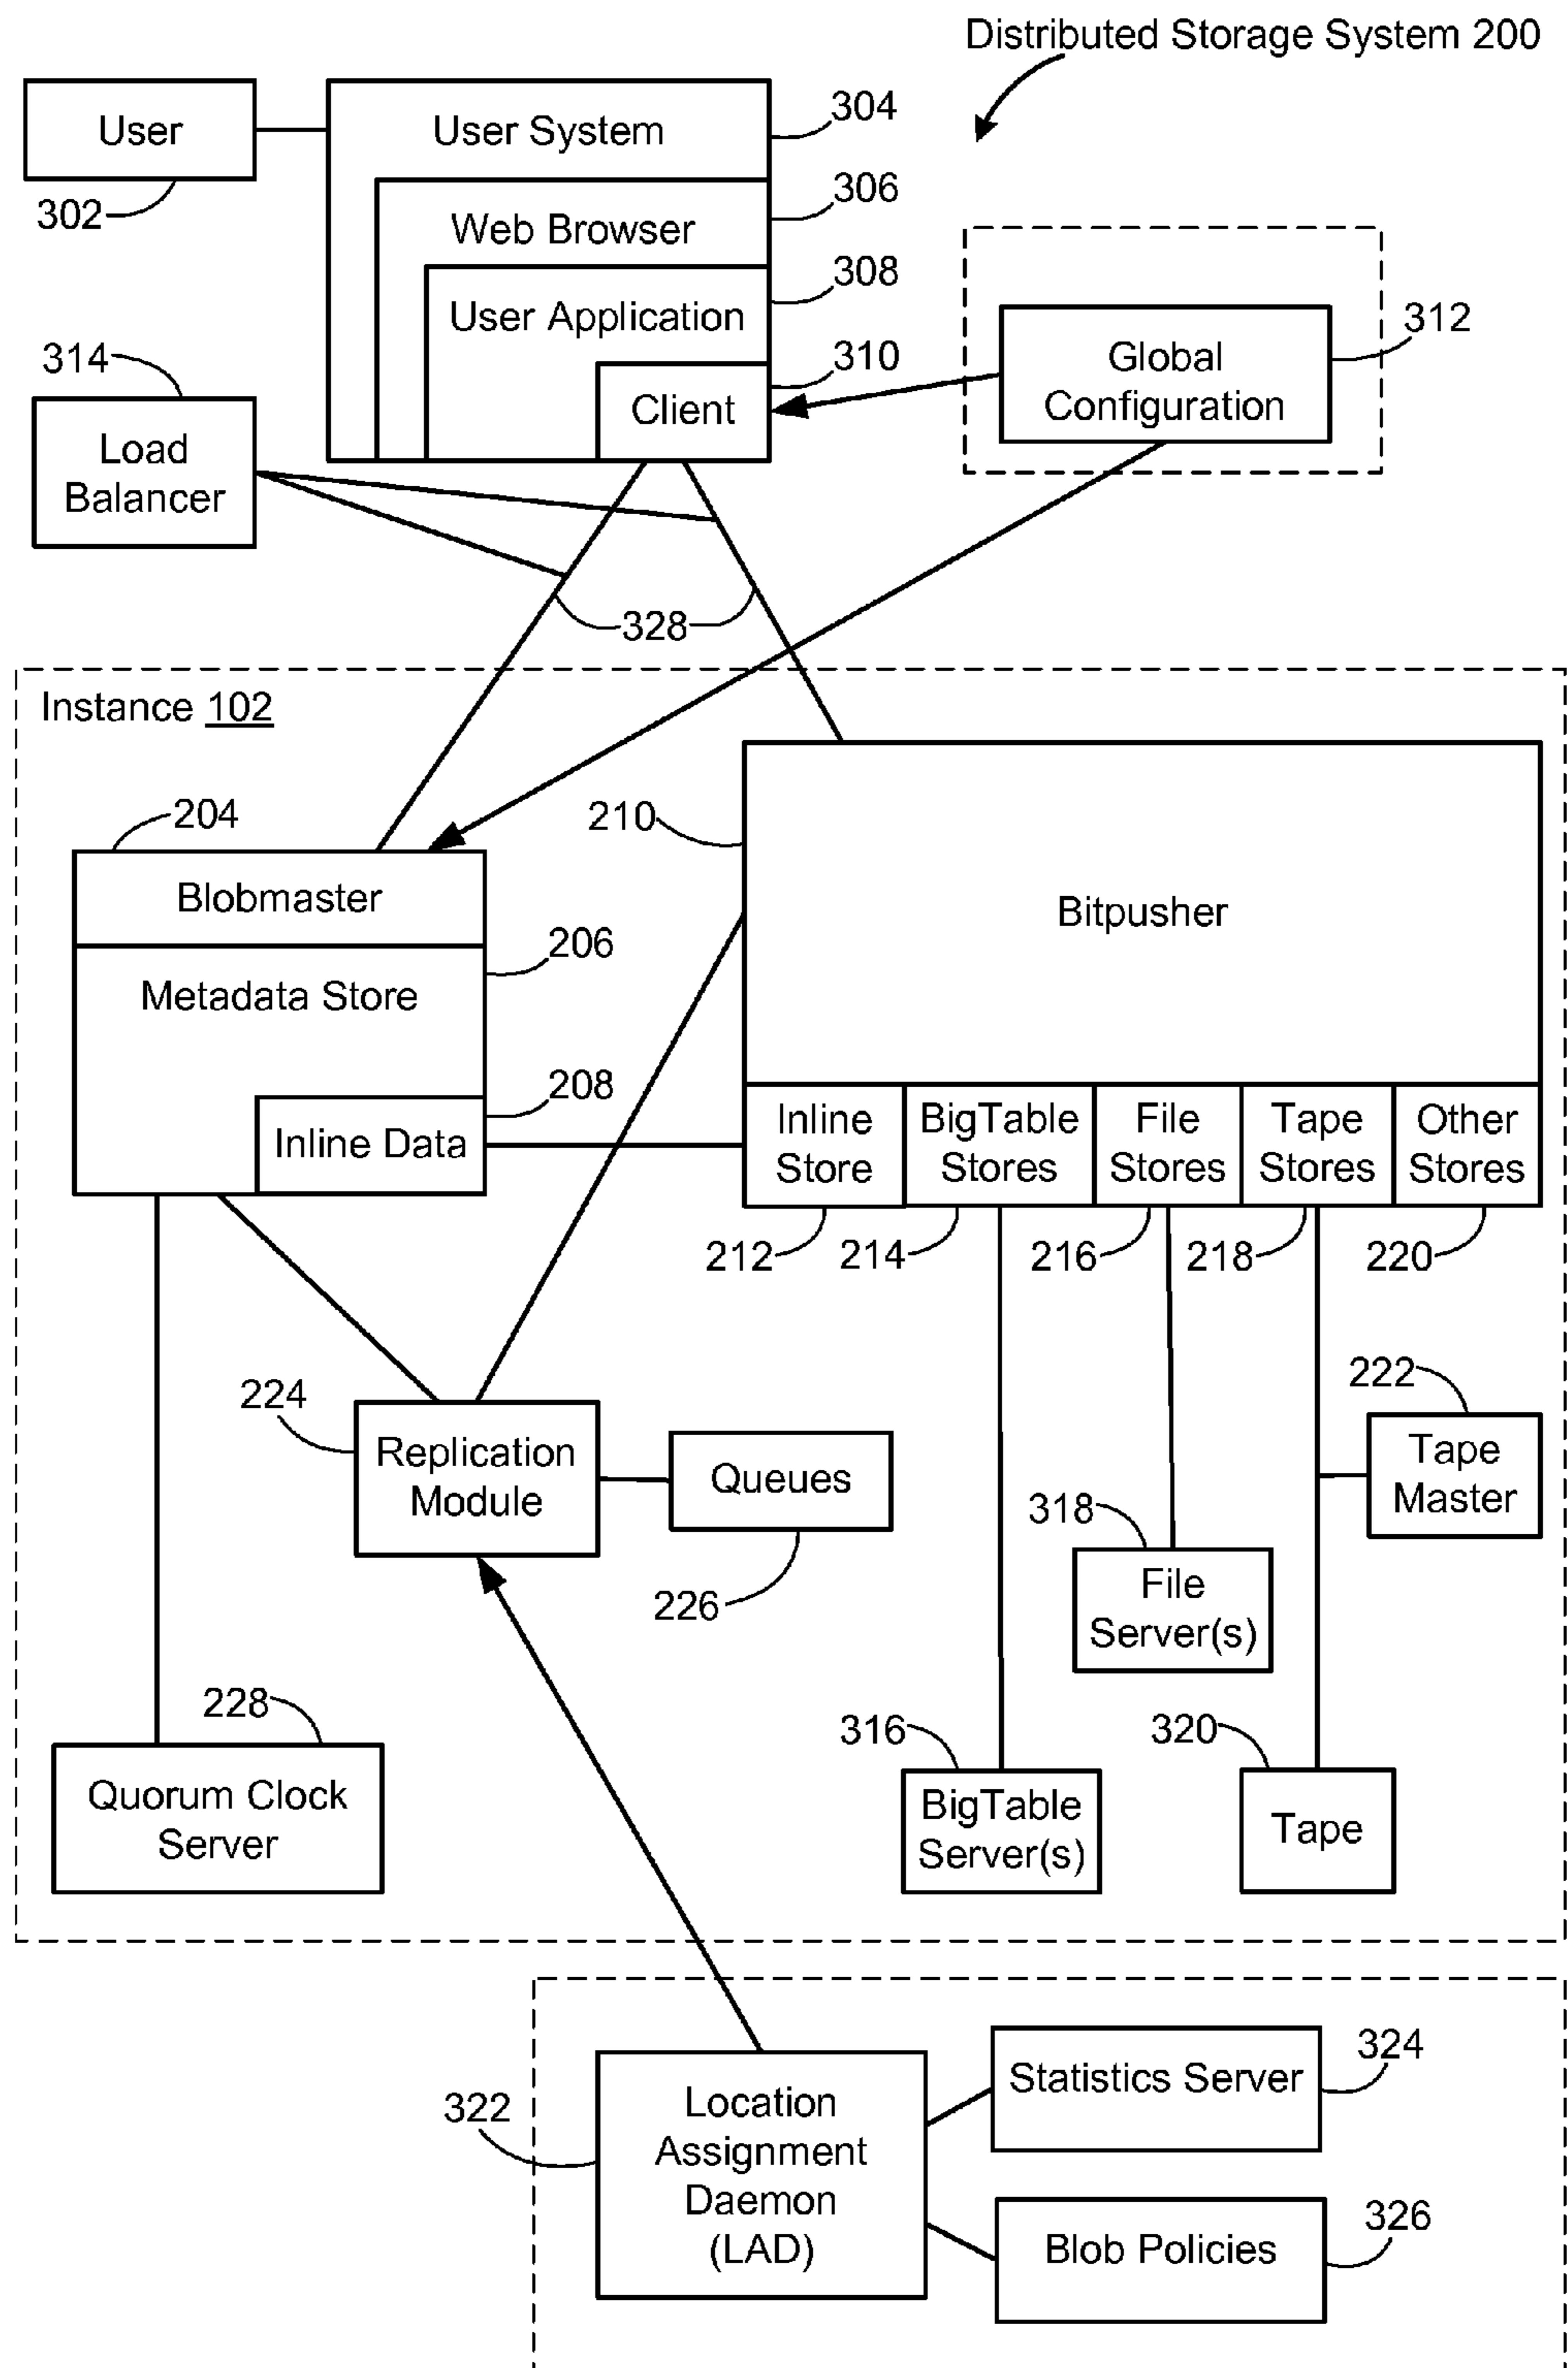 Distributed Storage System 200
User
302
User System
304
Web Browser
306
User Application
308
Client
310
Global
Configuration
312
314
Load
Balancer
328
Instance 102
204
Blobmaster
206
Metadata Store
208
Inline Data
210
Bitpusher
Inline
Store
BigTable
Stores
File
Stores
Tape
Stores
Other
Stores
212
214
216
218
220
224
Replication
Module
Queues
226
222
Tape
Master
318
File
Server(s)
228
Quorum Clock
Server
316
BigTable
Server(s)
320
Tape
322
Location
Assignment
Daemon
(LAD)
Statistics Server
324
Blob Policies
326